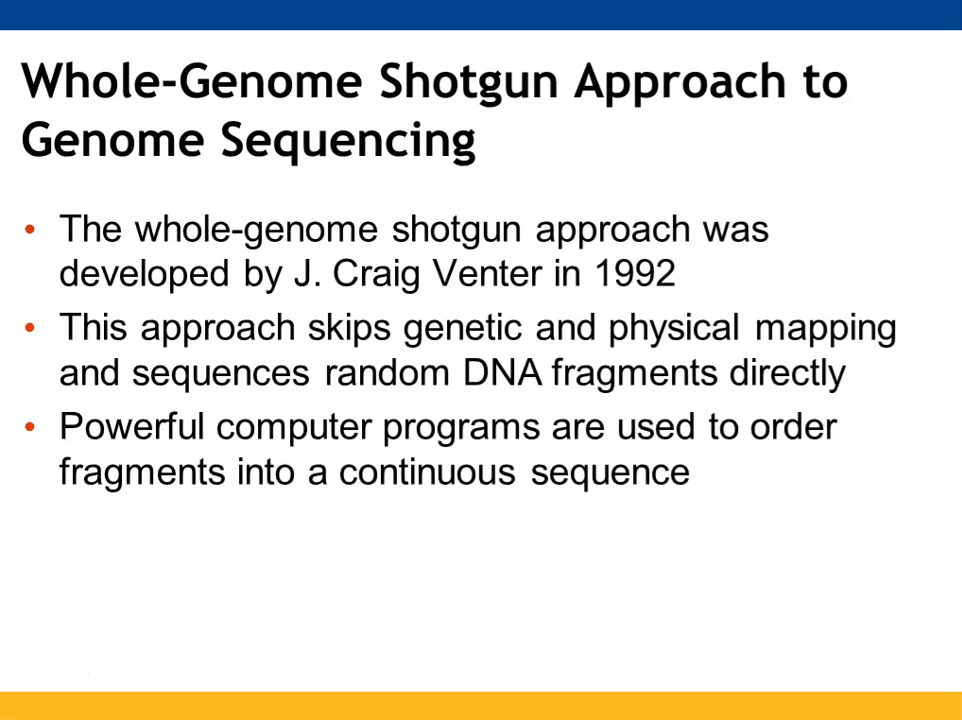 Whole-Genome Shotgun Approach to
Genome Sequencing
• The whole-genome shotgun approach was
developed by J. Craig Venter in 1992
• This approach skips genetic and physical mapping
and sequences random DNA fragments directly
• Powerful computer programs are used to order
fragments into a continuous sequence